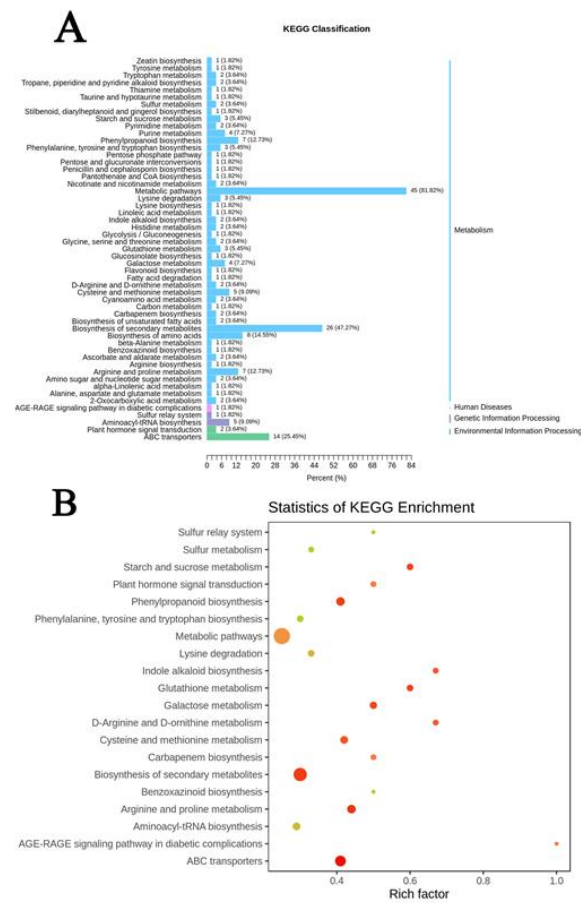 A
KEGG Classification
Zeatin biosynthesis 1 (1.82%)
Tyrosine metabolism 1 (1.82%)
Tryptophan metabolism 2 (3.64%)
Tropane, piperidine and pyridine alkaloid biosynthesis 2 (3.64%)
Thiamine metabolism 1 (1.82%)
Taurine and hypotaurine metabolism 1 (1.82%)
Sulfur metabolism 2 (3.64%)
Stilbenoid, diarylheptanoid and gingerol biosynthesis 1 (1.82%)
Starch and sucrose metabolism 3 (5.45%)
Pyrimidine metabolism 2 (3.64%)
Purine metabolism 4 (7.27%)
Phenylpropanoid biosynthesis 7 (12.73%)
Phenylalanine, tyrosine and tryptophan biosynthesis 3 (5.45%)
Pentose phosphate pathway 1 (1.82%)
Pentose and glucuronate interconversions 1 (1.82%)
Penicillin and cephalosporin biosynthesis 1 (1.82%)
Pantothenate and CoA biosynthesis 1 (1.82%)
Nicotinate and nicotinamide metabolism 2 (3.64%)
Metabolic pathways 45 (81.82%)
Lysine degradation 3 (5.45%)
Lysine biosynthesis 1 (1.82%)
Linoleic acid metabolism 1 (1.82%)
Indole alkaloid biosynthesis 2 (3.64%)
Histidine metabolism 2 (3.64%)
Glycolysis / Gluconeogenesis 1 (1.82%)
Glycine, serine and threonine metabolism 2 (3.64%)
Glutathione metabolism 3 (5.45%)
Glucosinolate biosynthesis 1 (1.82%)
Galactose metabolism 4 (7.27%)
Flavonoid biosynthesis 1 (1.82%)
Fatty acid degradation 1 (1.82%)
D-Arginine and D-ornithine metabolism 2 (3.64%)
Cysteine and methionine metabolism 5 (9.09%)
Cyanoamino acid metabolism 2 (3.64%)
Carbon metabolism 1 (1.82%)
Carbapenem biosynthesis 2 (3.64%)
Biosynthesis of unsaturated fatty acids 2 (3.64%)
Biosynthesis of secondary metabolites 26 (47.27%)
Biosynthesis of amino acids 8 (14.55%)
beta-Alanine metabolism 1 (1.82%)
Benzoxazinoid biosynthesis 1 (1.82%)
Ascorbate and aldarate metabolism 2 (3.64%)
Arginine biosynthesis 1 (1.82%)
Arginine and proline metabolism 7 (12.73%)
Amino sugar and nucleotide sugar metabolism 2 (3.64%)
alpha-Linolenic acid metabolism 1 (1.82%)
Alanine, aspartate and glutamate metabolism 1 (1.82%)
2-Oxocarboxylic acid metabolism 2 (3.64%)
AGE-RAGE signaling pathway in diabetic complications 1 (1.82%)
Sulfur relay system 1 (1.82%)
Aminoacyl-tRNA biosynthesis 5 (9.09%)
Plant hormone signal transduction 2 (3.64%)
ABC transporters 14 (25.45%)
Metabolism
Human Diseases
Genetic Information Processing
Environmental Information Processing
0 6 12 18 24 30 36 42 48 54 60 66 72 78 84
Percent (%)
B
Statistics of KEGG Enrichment
Sulfur relay system
Sulfur metabolism
Starch and sucrose metabolism
Plant hormone signal transduction
Phenylpropanoid biosynthesis
Phenylalanine, tyrosine and tryptophan biosynthesis
Metabolic pathways
Lysine degradation
Indole alkaloid biosynthesis
Glutathione metabolism
Galactose metabolism
D-Arginine and D-ornithine metabolism
Cysteine and methionine metabolism
Carbapenem biosynthesis
Biosynthesis of secondary metabolites
Benzoxazinoid biosynthesis
Arginine and proline metabolism
Aminoacyl-tRNA biosynthesis
AGE-RAGE signaling pathway in diabetic complications
ABC transporters
0.4 0.6 0.8 1.0
Rich factor